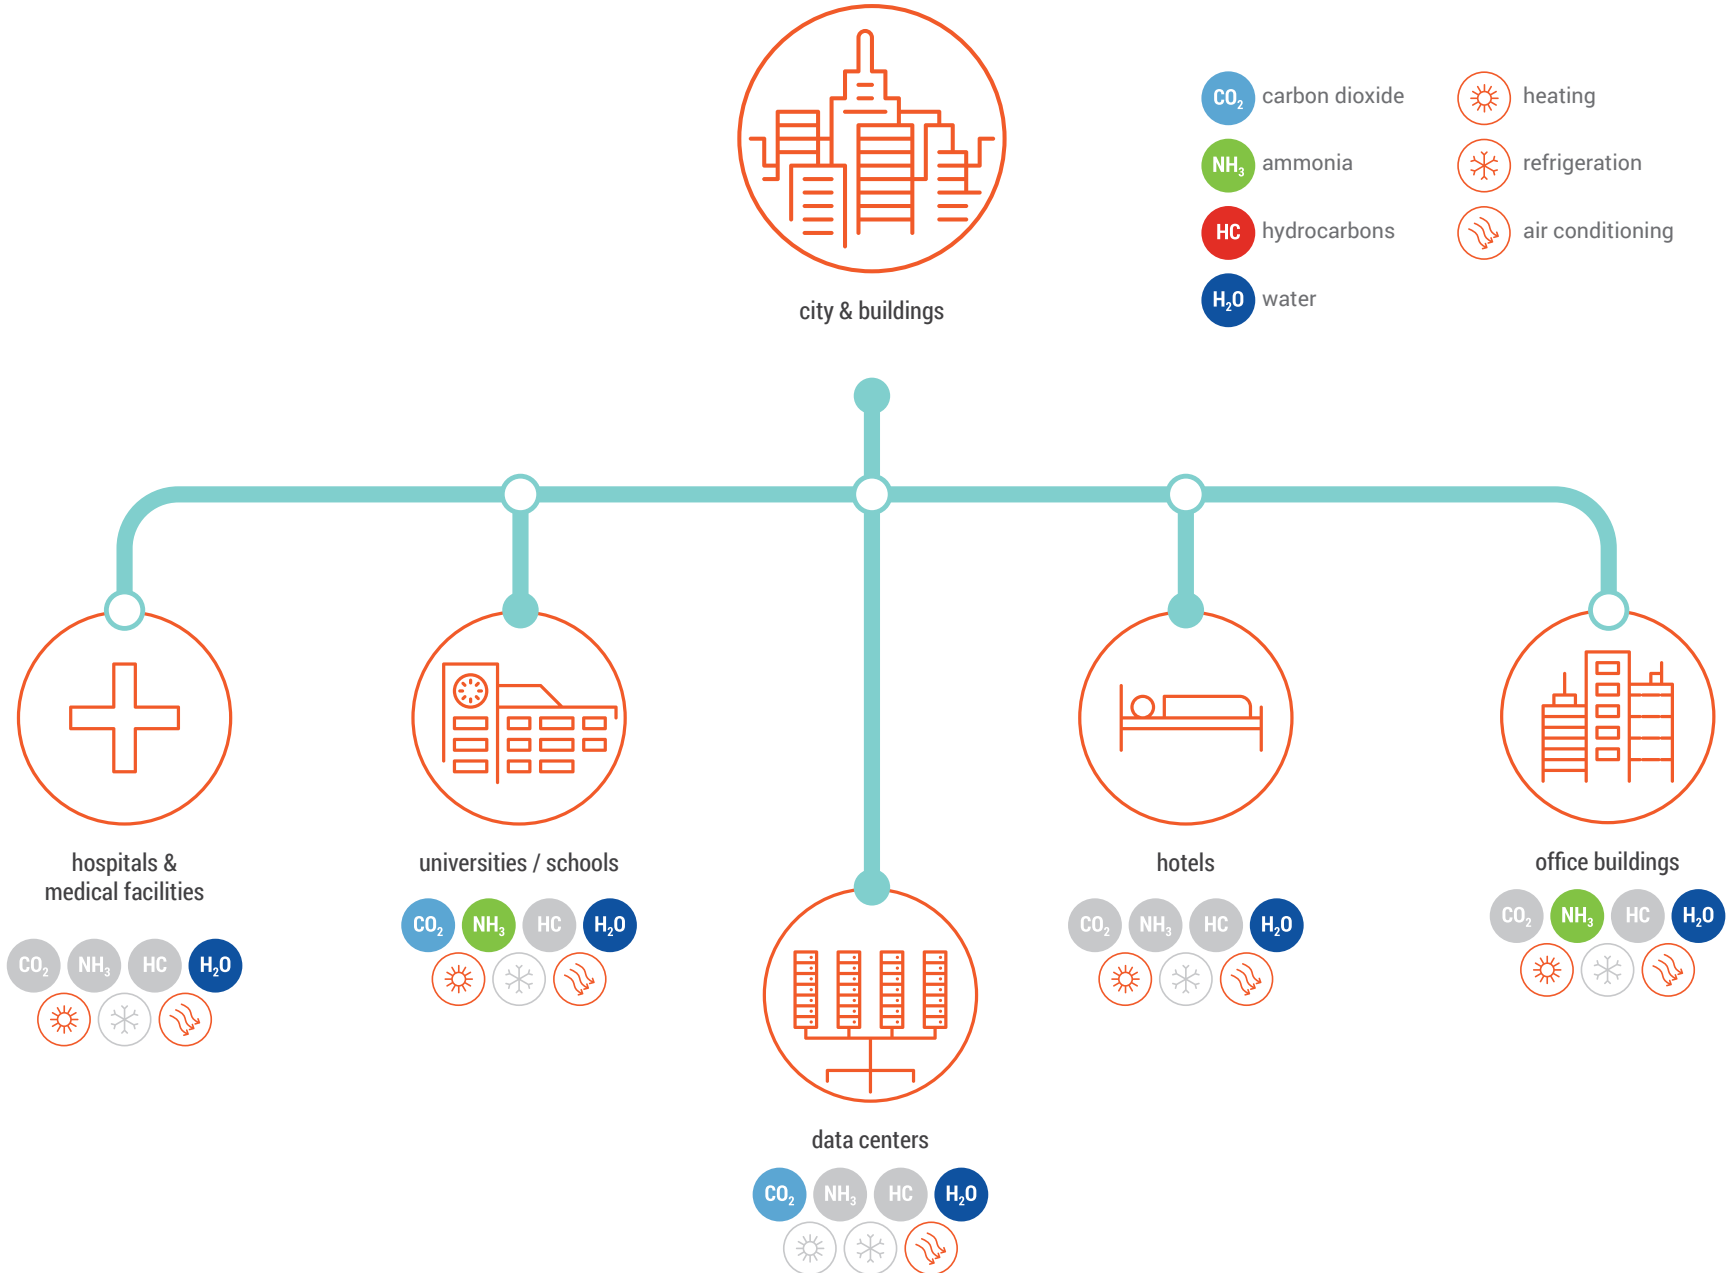 CO₂ carbon dioxide
heating
NH₃ ammonia
refrigeration
HC hydrocarbons
air conditioning
H₂O water
city & buildings
hospitals &
medical facilities
CO₂ NH₃ HC H₂O
universities / schools
CO₂ NH₃ HC H₂O
data centers
CO₂ NH₃ HC H₂O
hotels
CO₂ NH₃ HC H₂O
office buildings
CO₂ NH₃ HC H₂O